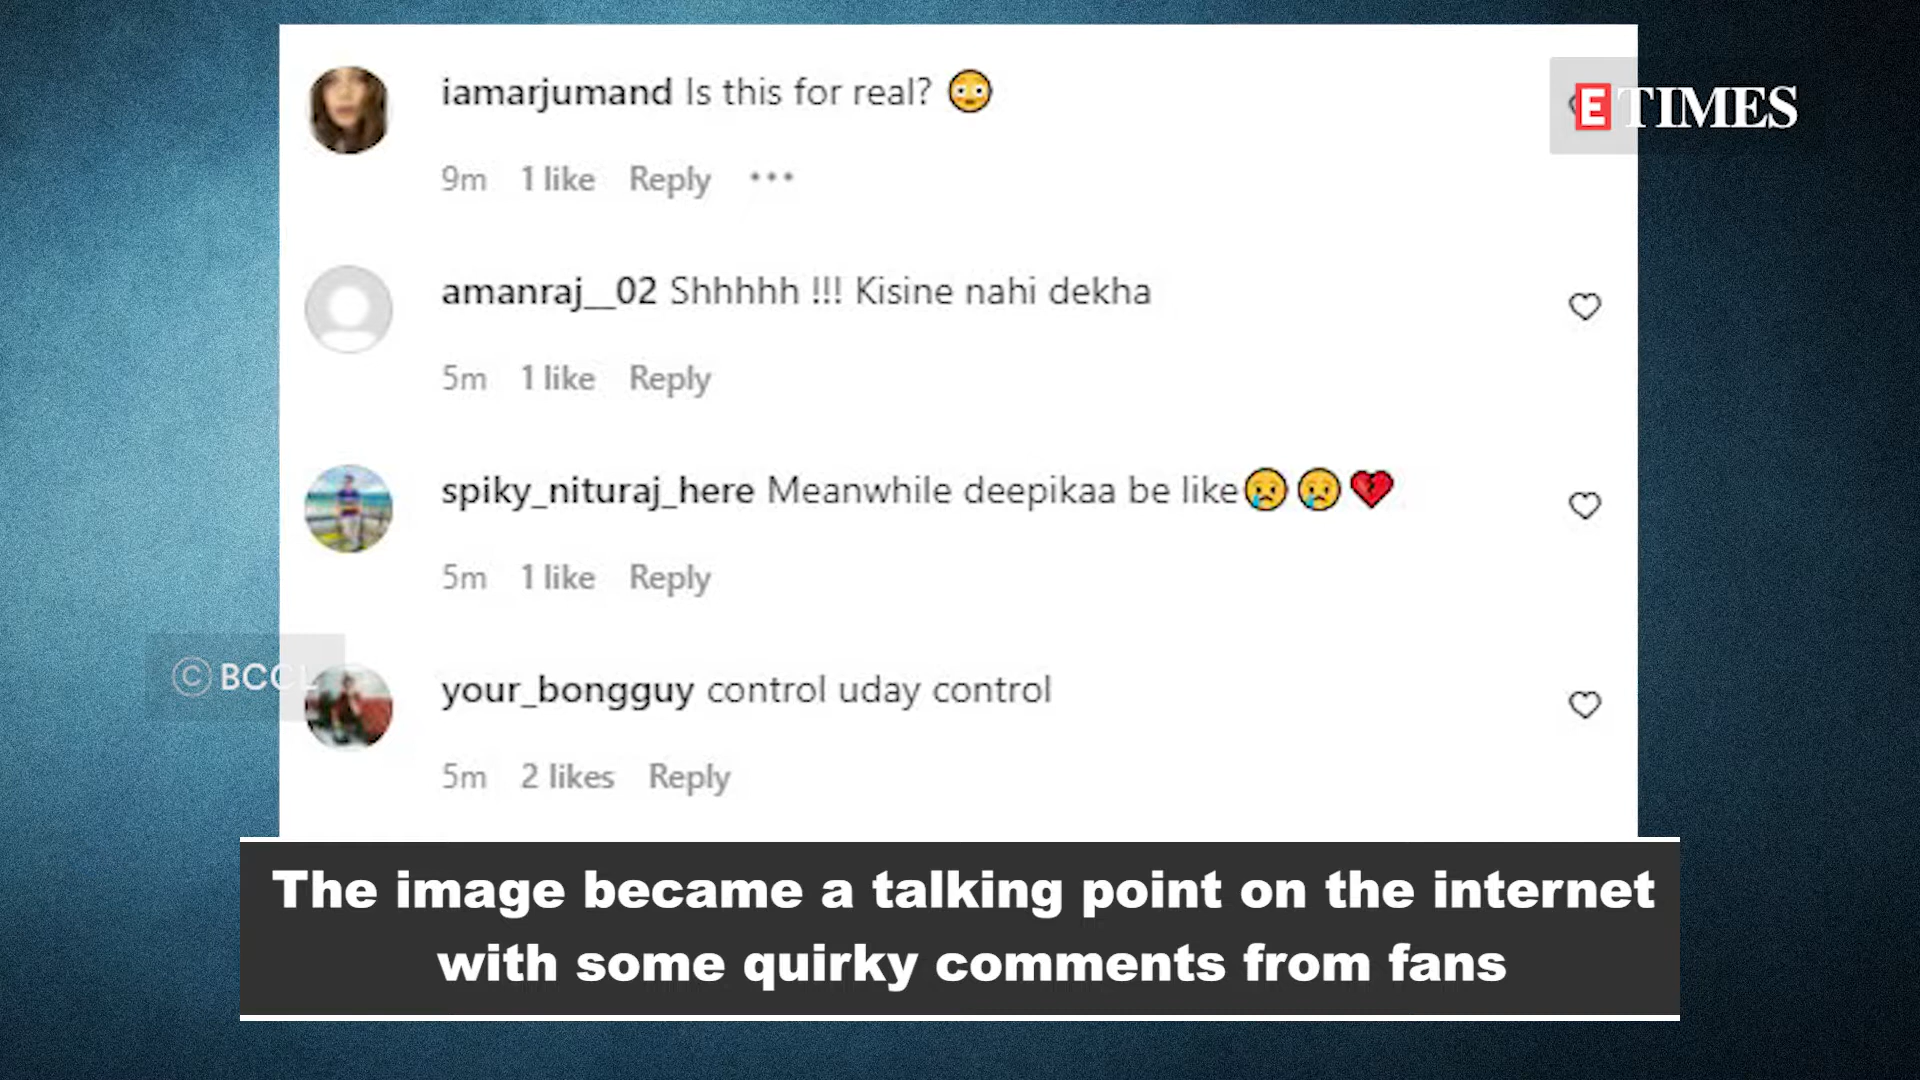 iamarjumand Is this for real? 😳
E TIMES
9m 1 like Reply •••
amanraj__02 Shhhhh !!! Kisine nahi dekha
5m 1 like Reply
spiky_nituraj_here Meanwhile deepikaa be like😢😢💔
5m 1 like Reply
© BCCL
your_bongguy control uday control
5m 2 likes Reply
The image became a talking point on the internet
with some quirky comments from fans